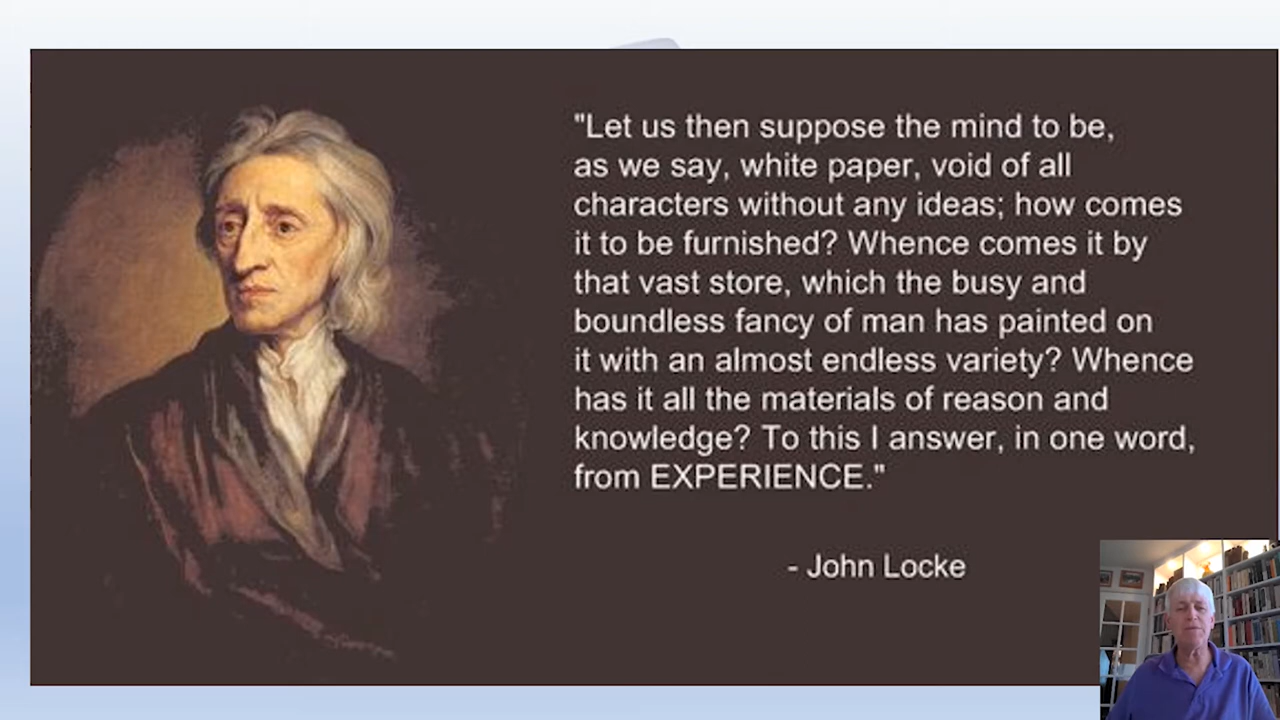 "Let us then suppose the mind to be,
as we say, white paper, void of all
characters without any ideas; how comes
it to be furnished? Whence comes it by
that vast store, which the busy and
boundless fancy of man has painted on
it with an almost endless variety? Whence
has it all the materials of reason and
knowledge? To this I answer, in one word,
from EXPERIENCE."
- John Locke